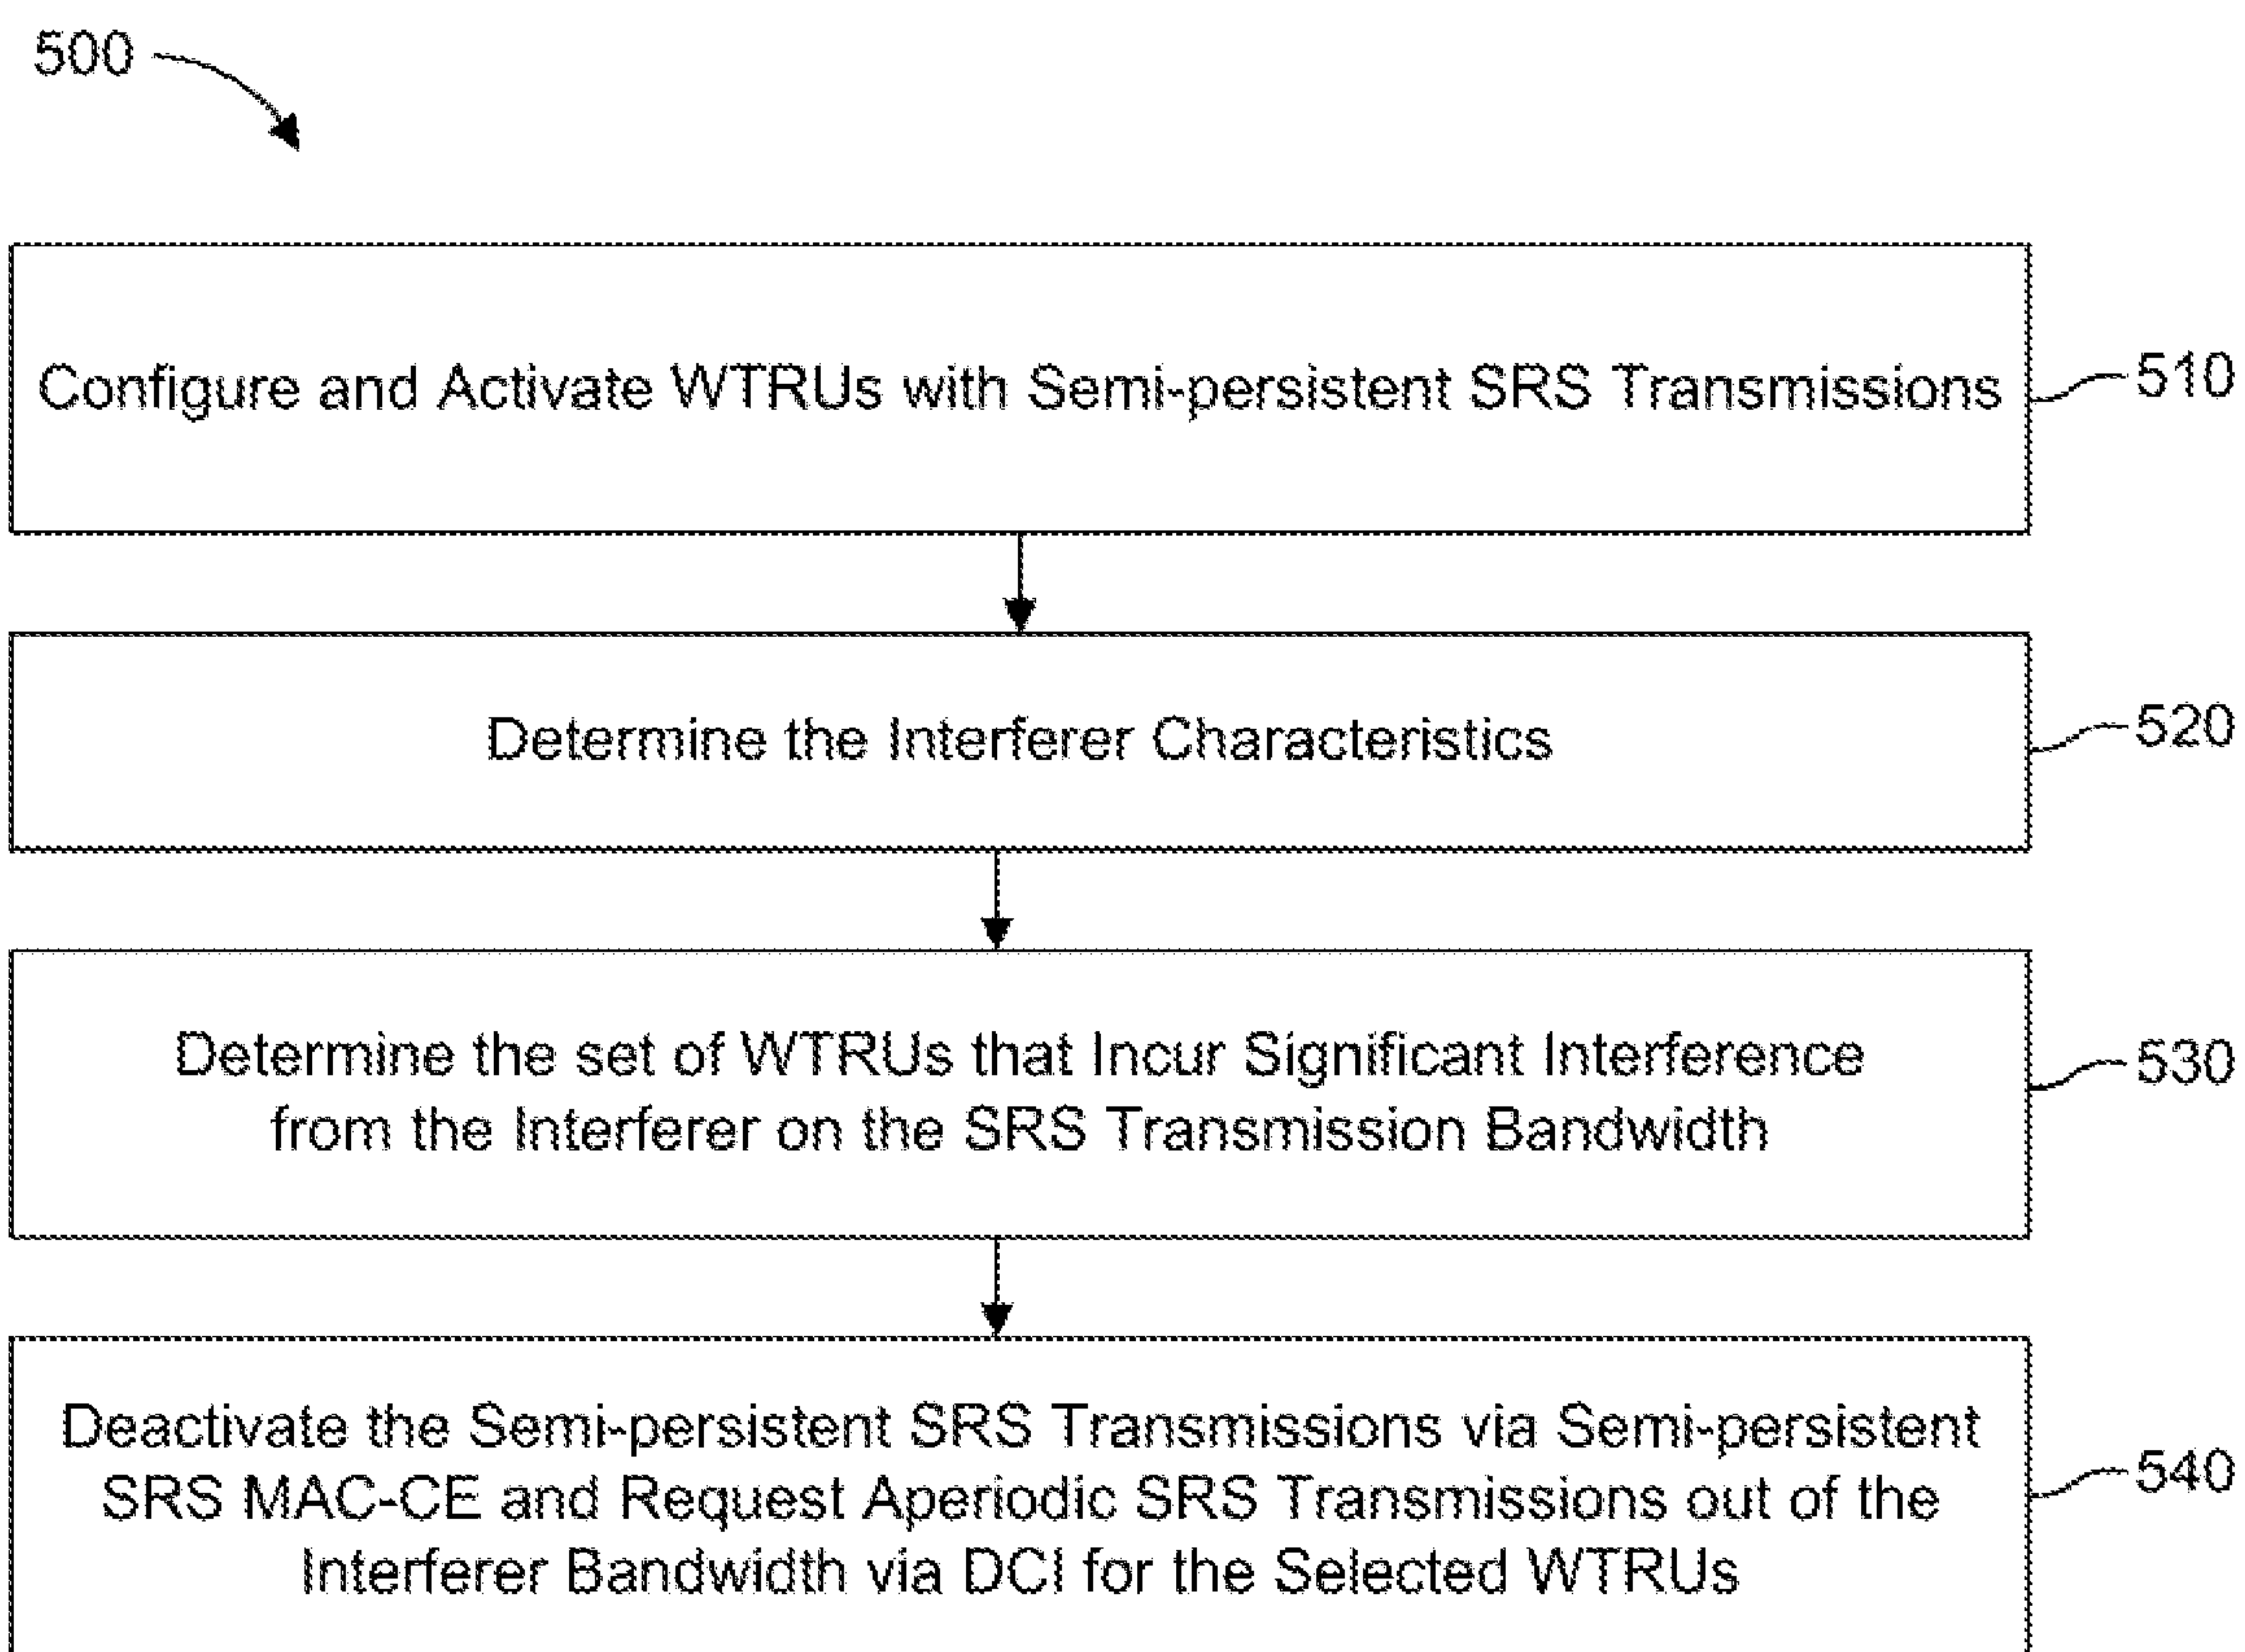 500
Configure and Activate WTRUs with Semi-persistent SRS Transmissions
510
Determine the Interferer Characteristics
520
Determine the set of WTRUs that Incur Significant Interference
from the Interferer on the SRS Transmission Bandwidth
530
Deactivate the Semi-persistent SRS Transmissions via Semi-persistent
SRS MAC-CE and Request Aperiodic SRS Transmissions out of the
Interferer Bandwidth via DCI for the Selected WTRUs
540